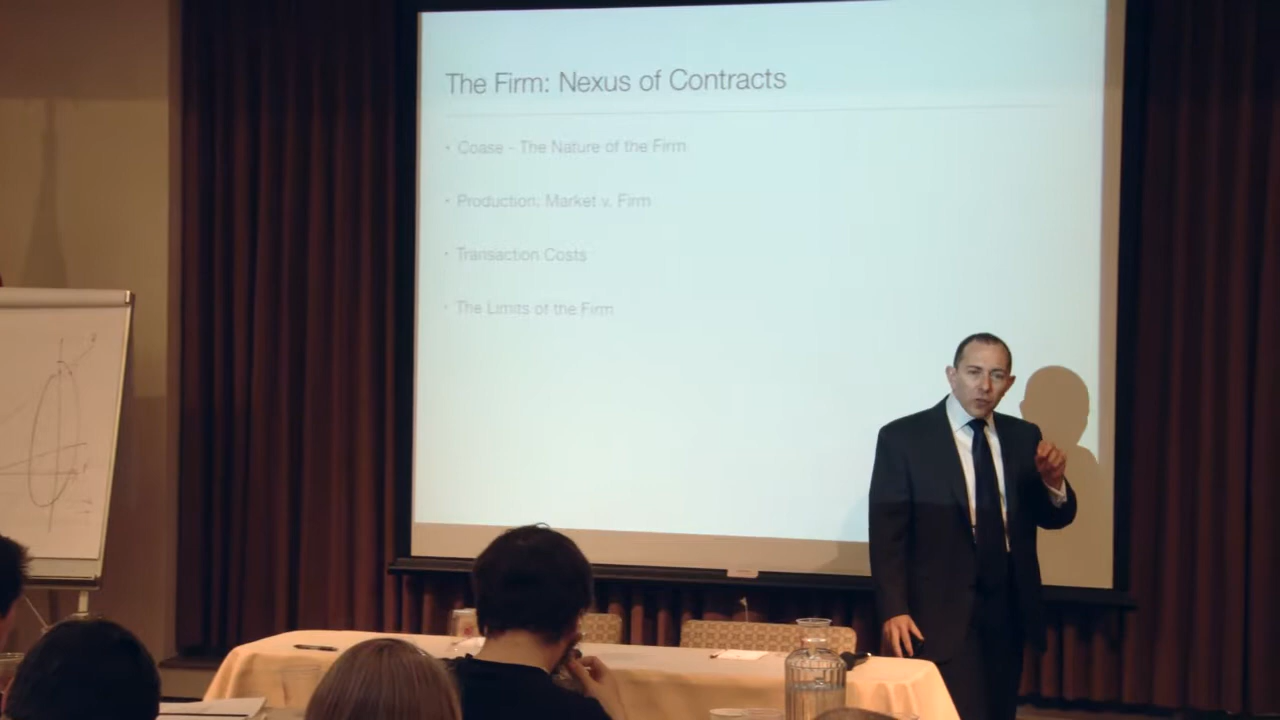 The Firm: Nexus of Contracts
• Coase - The Nature of the Firm
• Production: Market v. Firm
• Transaction Costs
• The Limits of the Firm